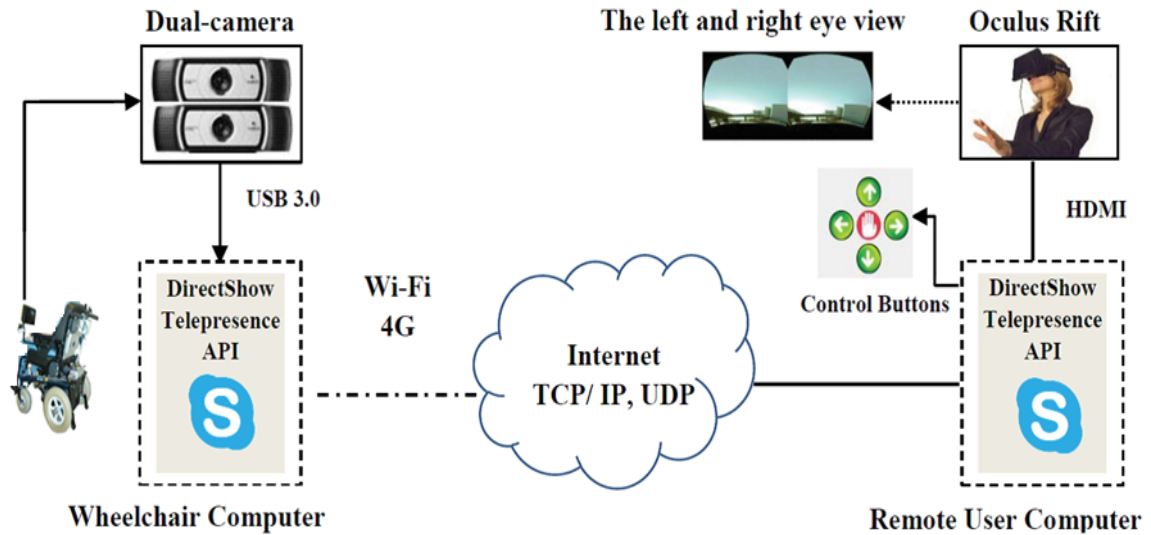 Dual-camera
The left and right eye view
Oculus Rift
USB 3.0
HDMI
Control Buttons
DirectShow
Telepresence
API
S
Wi-Fi
4G
Internet
TCP/ IP, UDP
DirectShow
Telepresence
API
S
Wheelchair Computer
Remote User Computer